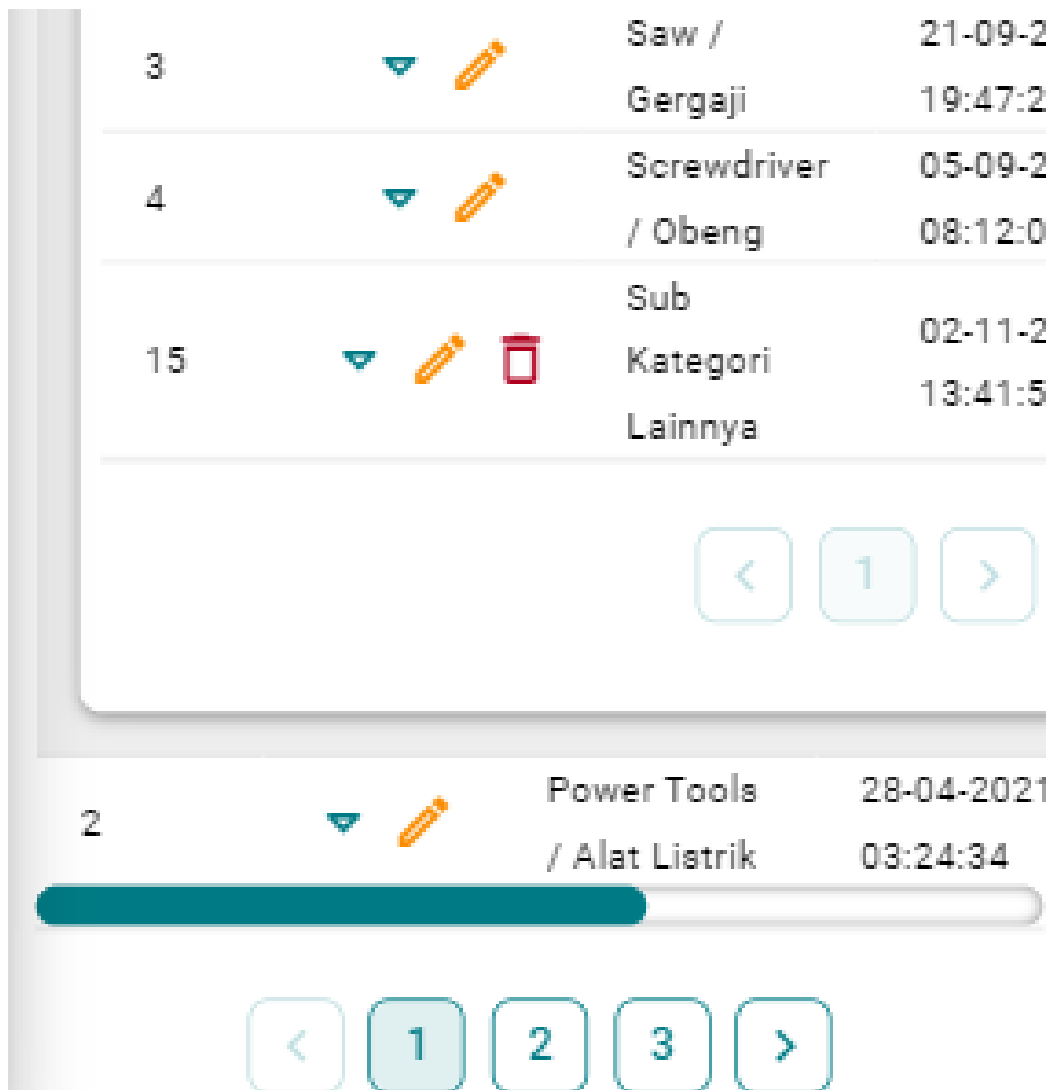 3
Saw /
Gergaji
21-09-2
19:47:2
4
Screwdriver
/ Obeng
05-09-2
08:12:0
15
Sub
Kategori
Lainnya
02-11-2
13:41:5
< 1 >
2
Power Tools
/ Alat Listrik
28-04-2021
03:24:34
< 1 2 3 >